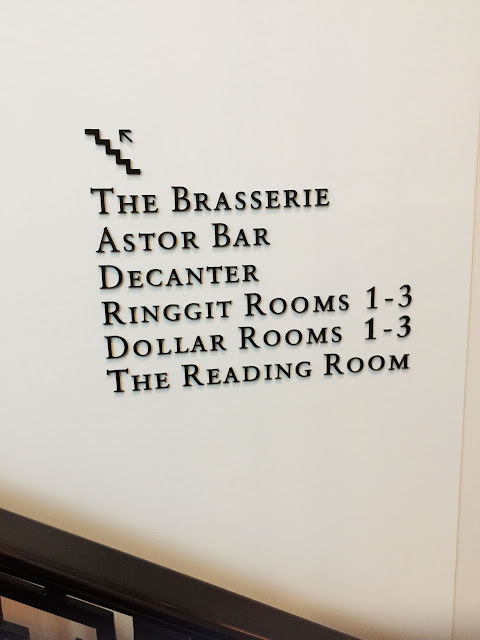 The Brasserie
Astor Bar
Decanter
Ringgit Rooms 1-3
Dollar Rooms 1-3
The Reading Room